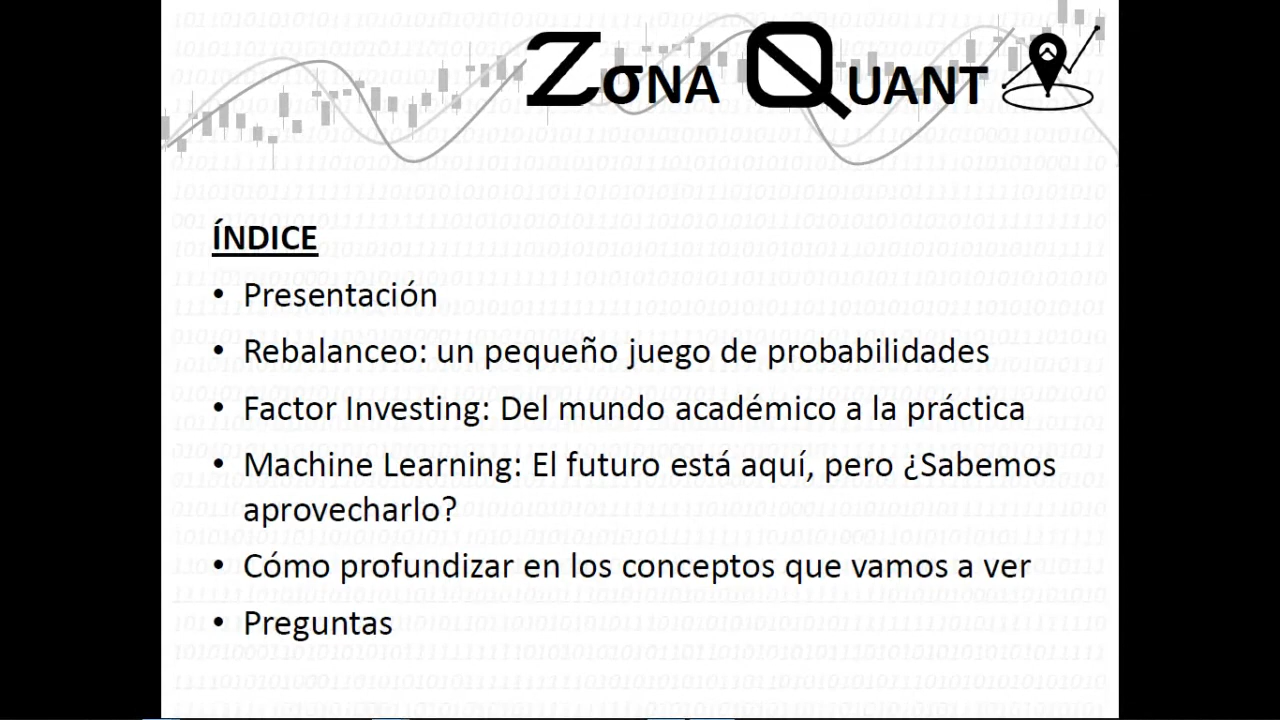 ZσNA QUANT
ÍNDICE
• Presentación
• Rebalanceo: un pequeño juego de probabilidades
• Factor Investing: Del mundo académico a la práctica
• Machine Learning: El futuro está aquí, pero ¿Sabemos
aprovecharlo?
• Cómo profundizar en los conceptos que vamos a ver
• Preguntas